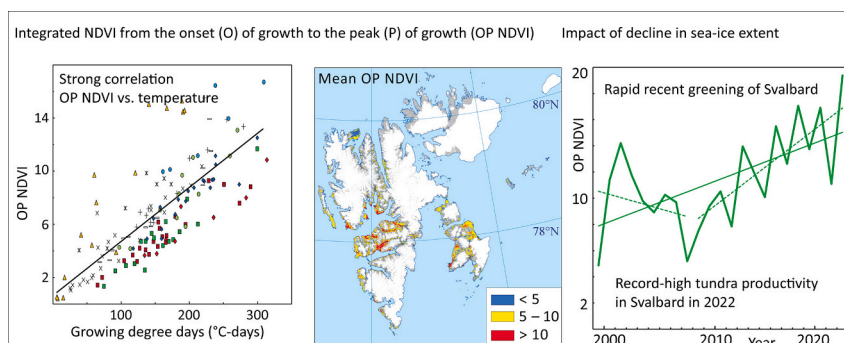 Integrated NDVI from the onset (O) of growth to the peak (P) of growth (OP NDVI)
Impact of decline in sea-ice extent
Strong correlation
OP NDVI vs. temperature
OP NDVI
14
10
6
2
100
200
300
Growing degree days (°C-days)
Mean OP NDVI
80°N
78°N
< 5
5 – 10
> 10
Rapid recent greening of Svalbard
OP NDVI
20
10
2
Record-high tundra productivity
in Svalbard in 2022
2000
2010
Year
2020